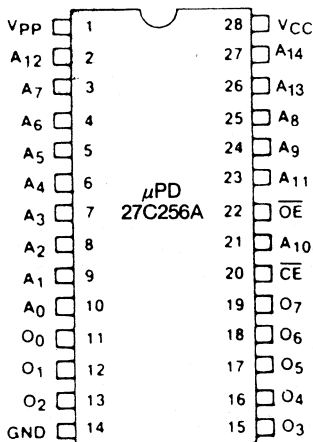 VPP 1 28 VCC
A12 2 27 A14
A7 3 26 A13
A6 4 25 A8
A5 5 24 A9
A4 6 23 A11
μPD
A3 7 27C256A 22 OE
A2 8 21 A10
A1 9 20 CE
A0 10 19 O7
O0 11 18 O6
O1 12 17 O5
O2 13 16 O4
GND 14 15 O3